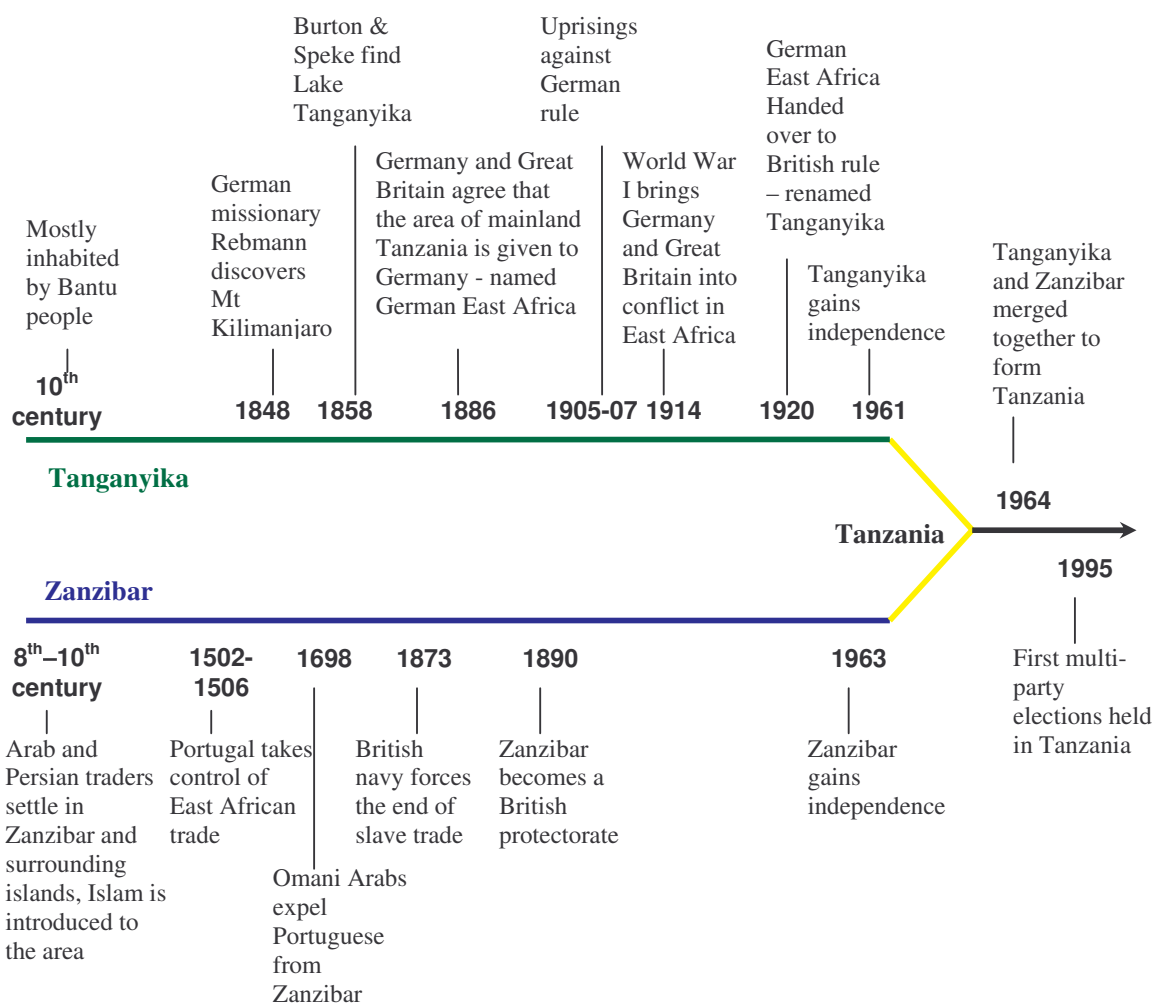 Mostly
inhabited
by Bantu
people
10th
century
German
missionary
Rebmann
discovers
Mt
Kilimanjaro
1848
Burton &
Speke find
Lake
Tanganyika
1858
Germany and Great
Britain agree that
the area of mainland
Tanzania is given to
Germany - named
German East Africa
1886
Uprisings
against
German
rule
1905-07
World War
I brings
Germany
and Great
Britain into
conflict in
East Africa
1914
German
East Africa
Handed
over to
British rule
– renamed
Tanganyika
1920
Tanganyika
gains
independence
1961
Tanganyika
and Zanzibar
merged
together to
form
Tanzania
1964
Tanganyika
Tanzania
Zanzibar
1995
First multi-
party
elections held
in Tanzania
8th–10th
century
Arab and
Persian traders
settle in
Zanzibar and
surrounding
islands, Islam is
introduced to
the area
1502-
1506
Portugal takes
control of
East African
trade
1698
Omani Arabs
expel
Portuguese
from
Zanzibar
1873
British
navy forces
the end of
slave trade
1890
Zanzibar
becomes a
British
protectorate
1963
Zanzibar
gains
independence